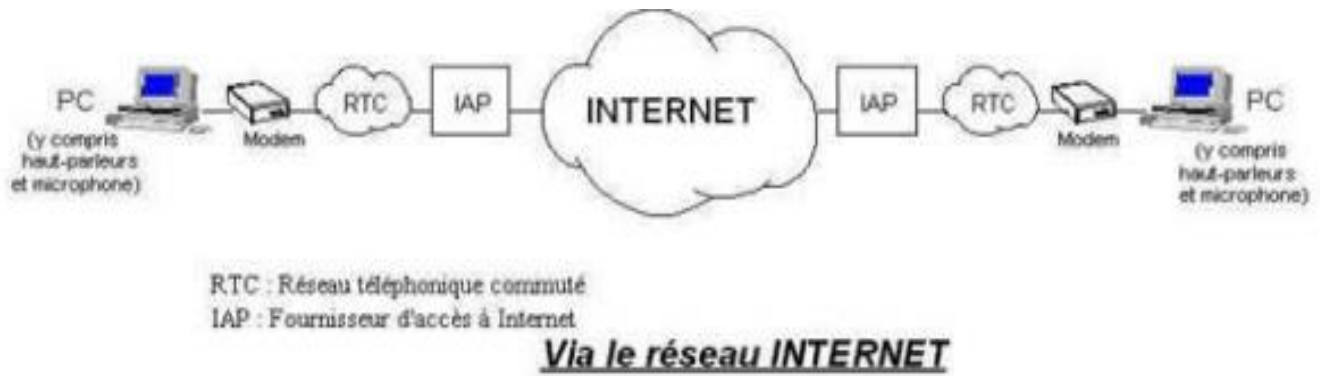 PC
(y compris
haut-parleurs
et microphone)
Modem
RTC
IAP
INTERNET
IAP
RTC
Modem
PC
(y compris
haut-parleurs
et microphone)
RTC : Réseau téléphonique commuté
IAP : Fournisseur d'accès à Internet
Via le réseau INTERNET